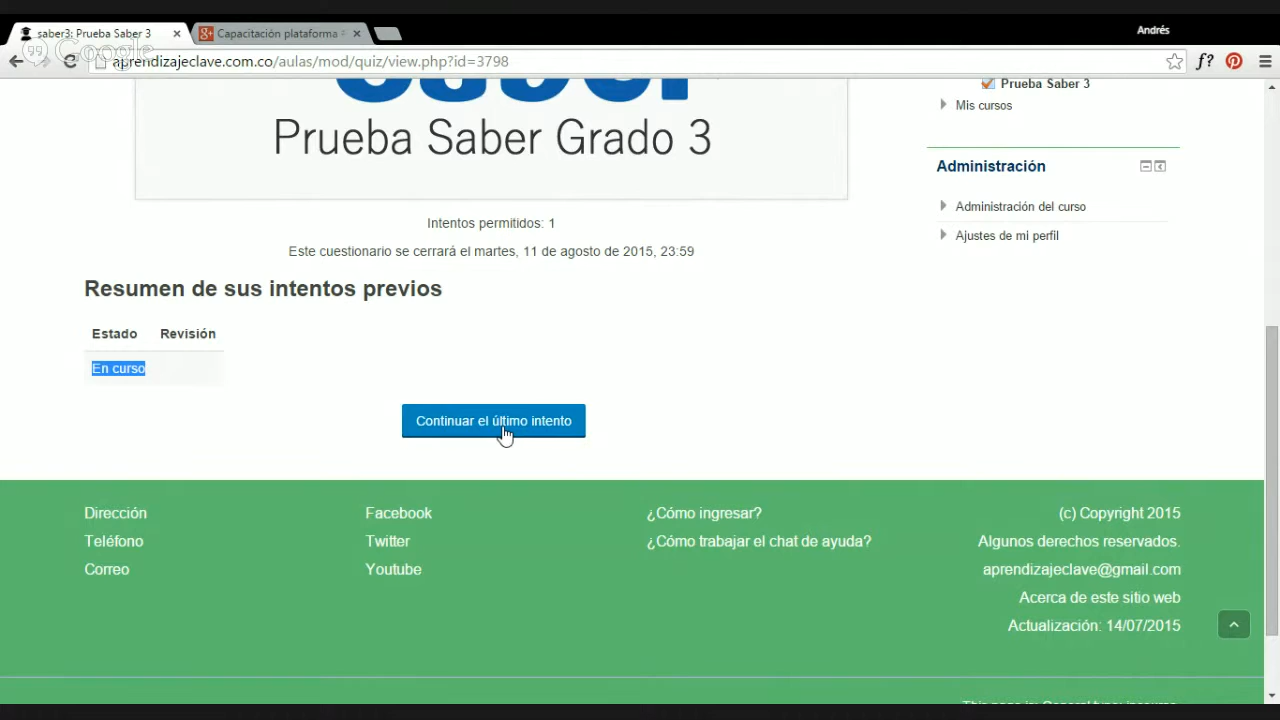 saber3: Prueba Saber 3
Capacitación plataforma
Andrés
Google
aprendizajeclave.com.co/aulas/mod/quiz/view.php?id=3798
f?
Prueba Saber Grado 3
Prueba Saber 3
Mis cursos
Administración
Administración del curso
Ajustes de mi perfil
Intentos permitidos: 1
Este cuestionario se cerrará el martes, 11 de agosto de 2015, 23:59
Resumen de sus intentos previos
Estado Revisión
En curso
Continuar el último intento
Dirección
Teléfono
Correo
Facebook
Twitter
Youtube
¿Cómo ingresar?
¿Cómo trabajar el chat de ayuda?
(c) Copyright 2015
Algunos derechos reservados.
aprendizajeclave@gmail.com
Acerca de este sitio web
Actualización: 14/07/2015